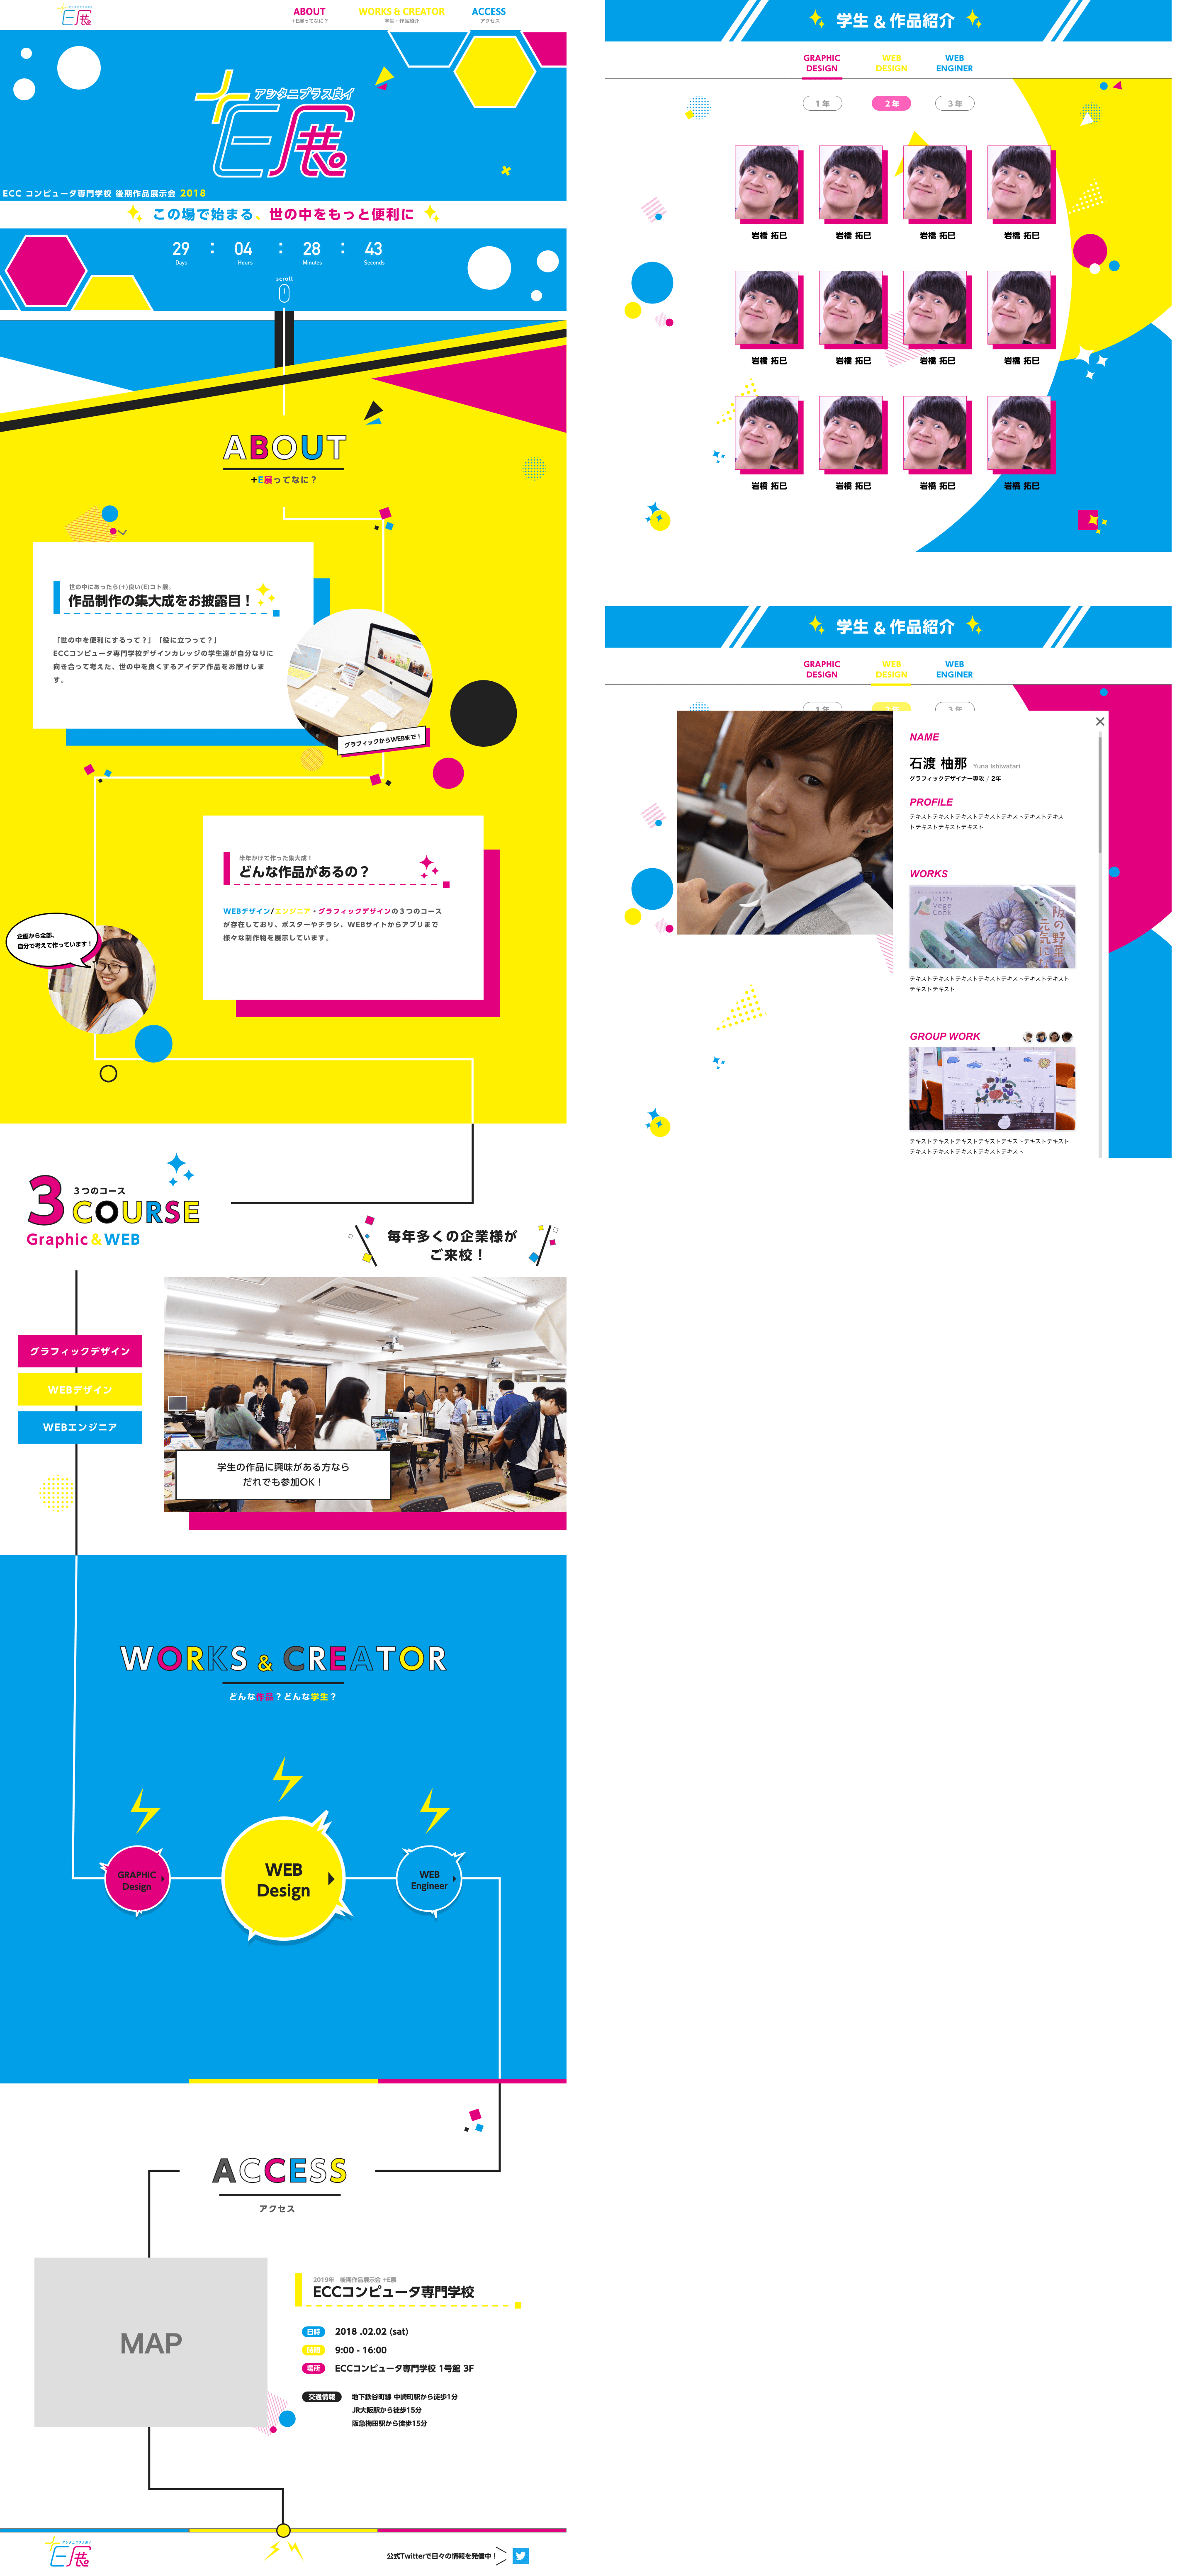 +E展
ABOUT
+E展ってなに？
WORKS & CREATOR
学生・作品紹介
ACCESS
アクセス
アシタニプラス良イ
+E展
ECC コンピュータ専門学校 後期作品展示会 2018
この場で始まる、世の中をもっと便利に
29 : 04 : 28 : 43
Days Hours Minutes Seconds
scroll
ABOUT
+E展ってなに？
世の中にあったら(+)良い(E)コト展。
作品制作の集大成をお披露目！
「世の中を便利にするって？」「役に立つって？」
ECCコンピュータ専門学校デザインカレッジの学生達が自分なりに
向き合って考えた、世の中を良くするアイデア作品をお届けしま
す。
グラフィックからWEBまで！
半年かけて作った集大成！
どんな作品があるの？
WEBデザイン/エンジニア・グラフィックデザインの３つのコース
が存在しており、ポスターやチラシ、WEBサイトからアプリまで
様々な制作物を展示しています。
企画から全部、
自分で考えて作っています！
3
３つのコース
COURSE
Graphic & WEB
毎年多くの企業様が
ご来校！
グラフィックデザイン
WEBデザイン
WEBエンジニア
学生の作品に興味がある方なら
だれでも参加OK！
WORKS & CREATOR
どんな作品？どんな学生？
GRAPHIC
Design
WEB
Design
WEB
Engineer
ACCESS
アクセス
MAP
2019年　後期作品展示会 +E展
ECCコンピュータ専門学校
日時 2018 .02.02 (sat)
時間 9:00 - 16:00
場所 ECCコンピュータ専門学校 1号館 3F
交通情報 地下鉄谷町線 中崎町駅から徒歩1分
JR大阪駅から徒歩15分
阪急梅田駅から徒歩15分
アシタニプラス良イ
+E展
公式Twitterで日々の情報を発信中！
学生 & 作品紹介
GRAPHIC
DESIGN
WEB
DESIGN
WEB
ENGINER
1 年
2 年
3 年
岩橋 拓巳
岩橋 拓巳
岩橋 拓巳
岩橋 拓巳
岩橋 拓巳
岩橋 拓巳
岩橋 拓巳
岩橋 拓巳
岩橋 拓巳
岩橋 拓巳
岩橋 拓巳
岩橋 拓巳
学生 & 作品紹介
GRAPHIC
DESIGN
WEB
DESIGN
WEB
ENGINER
1 年
3 年
NAME
石渡 柚那 Yuna Ishiwatari
グラフィックデザイナー専攻 / 2年
PROFILE
テキストテキストテキストテキストテキストテキストテキス
トテキストテキストテキスト
WORKS
なにわ
Vege
Cook
の野菜
元気に
テキストテキストテキストテキストテキストテキストテキスト
テキストテキスト
GROUP WORK
テキストテキストテキストテキストテキストテキストテキスト
テキストテキストテキストテキストテキスト